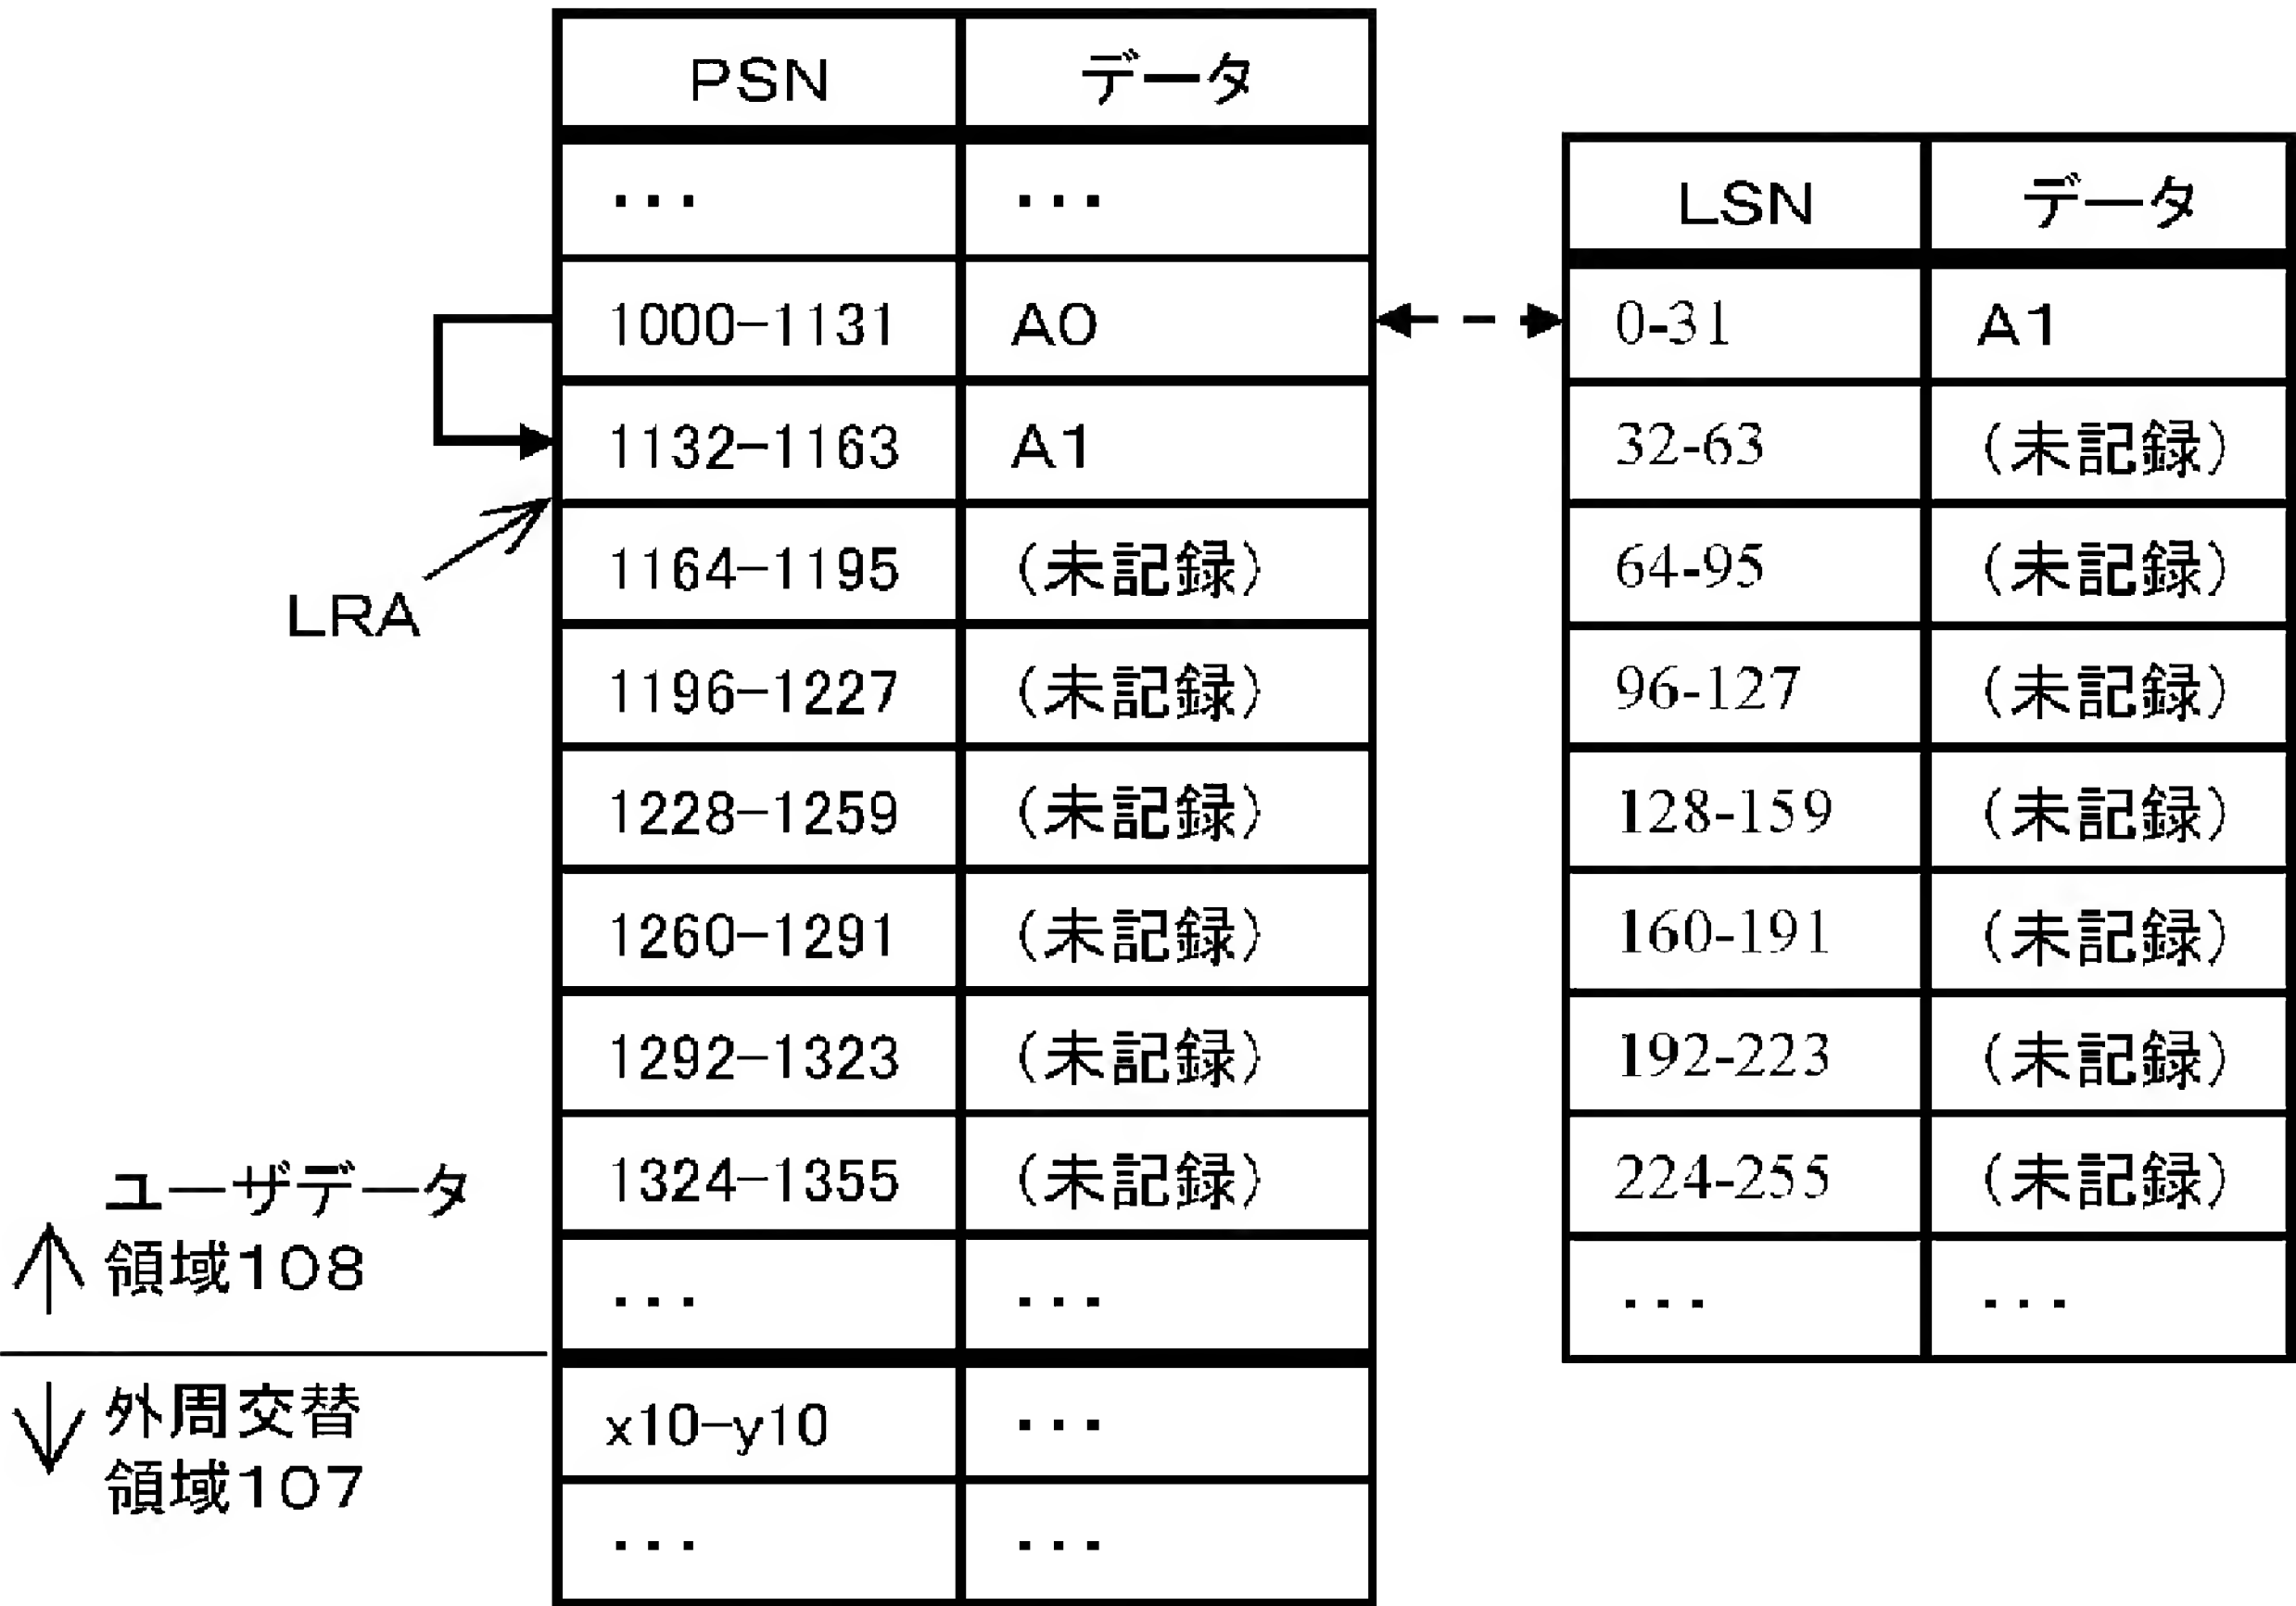 PSN データ
... ...
1000-1131 A0
1132-1163 A1
1164-1195 (未記録)
1196-1227 (未記録)
1228-1259 (未記録)
1260-1291 (未記録)
1292-1323 (未記録)
1324-1355 (未記録)
... ...
x10-y10 ...
... ...
LRA
ユーザデータ
領域108
外周交替
領域107
LSN データ
0-31 A1
32-63 (未記録)
64-95 (未記録)
96-127 (未記録)
128-159 (未記録)
160-191 (未記録)
192-223 (未記録)
224-255 (未記録)
... ...